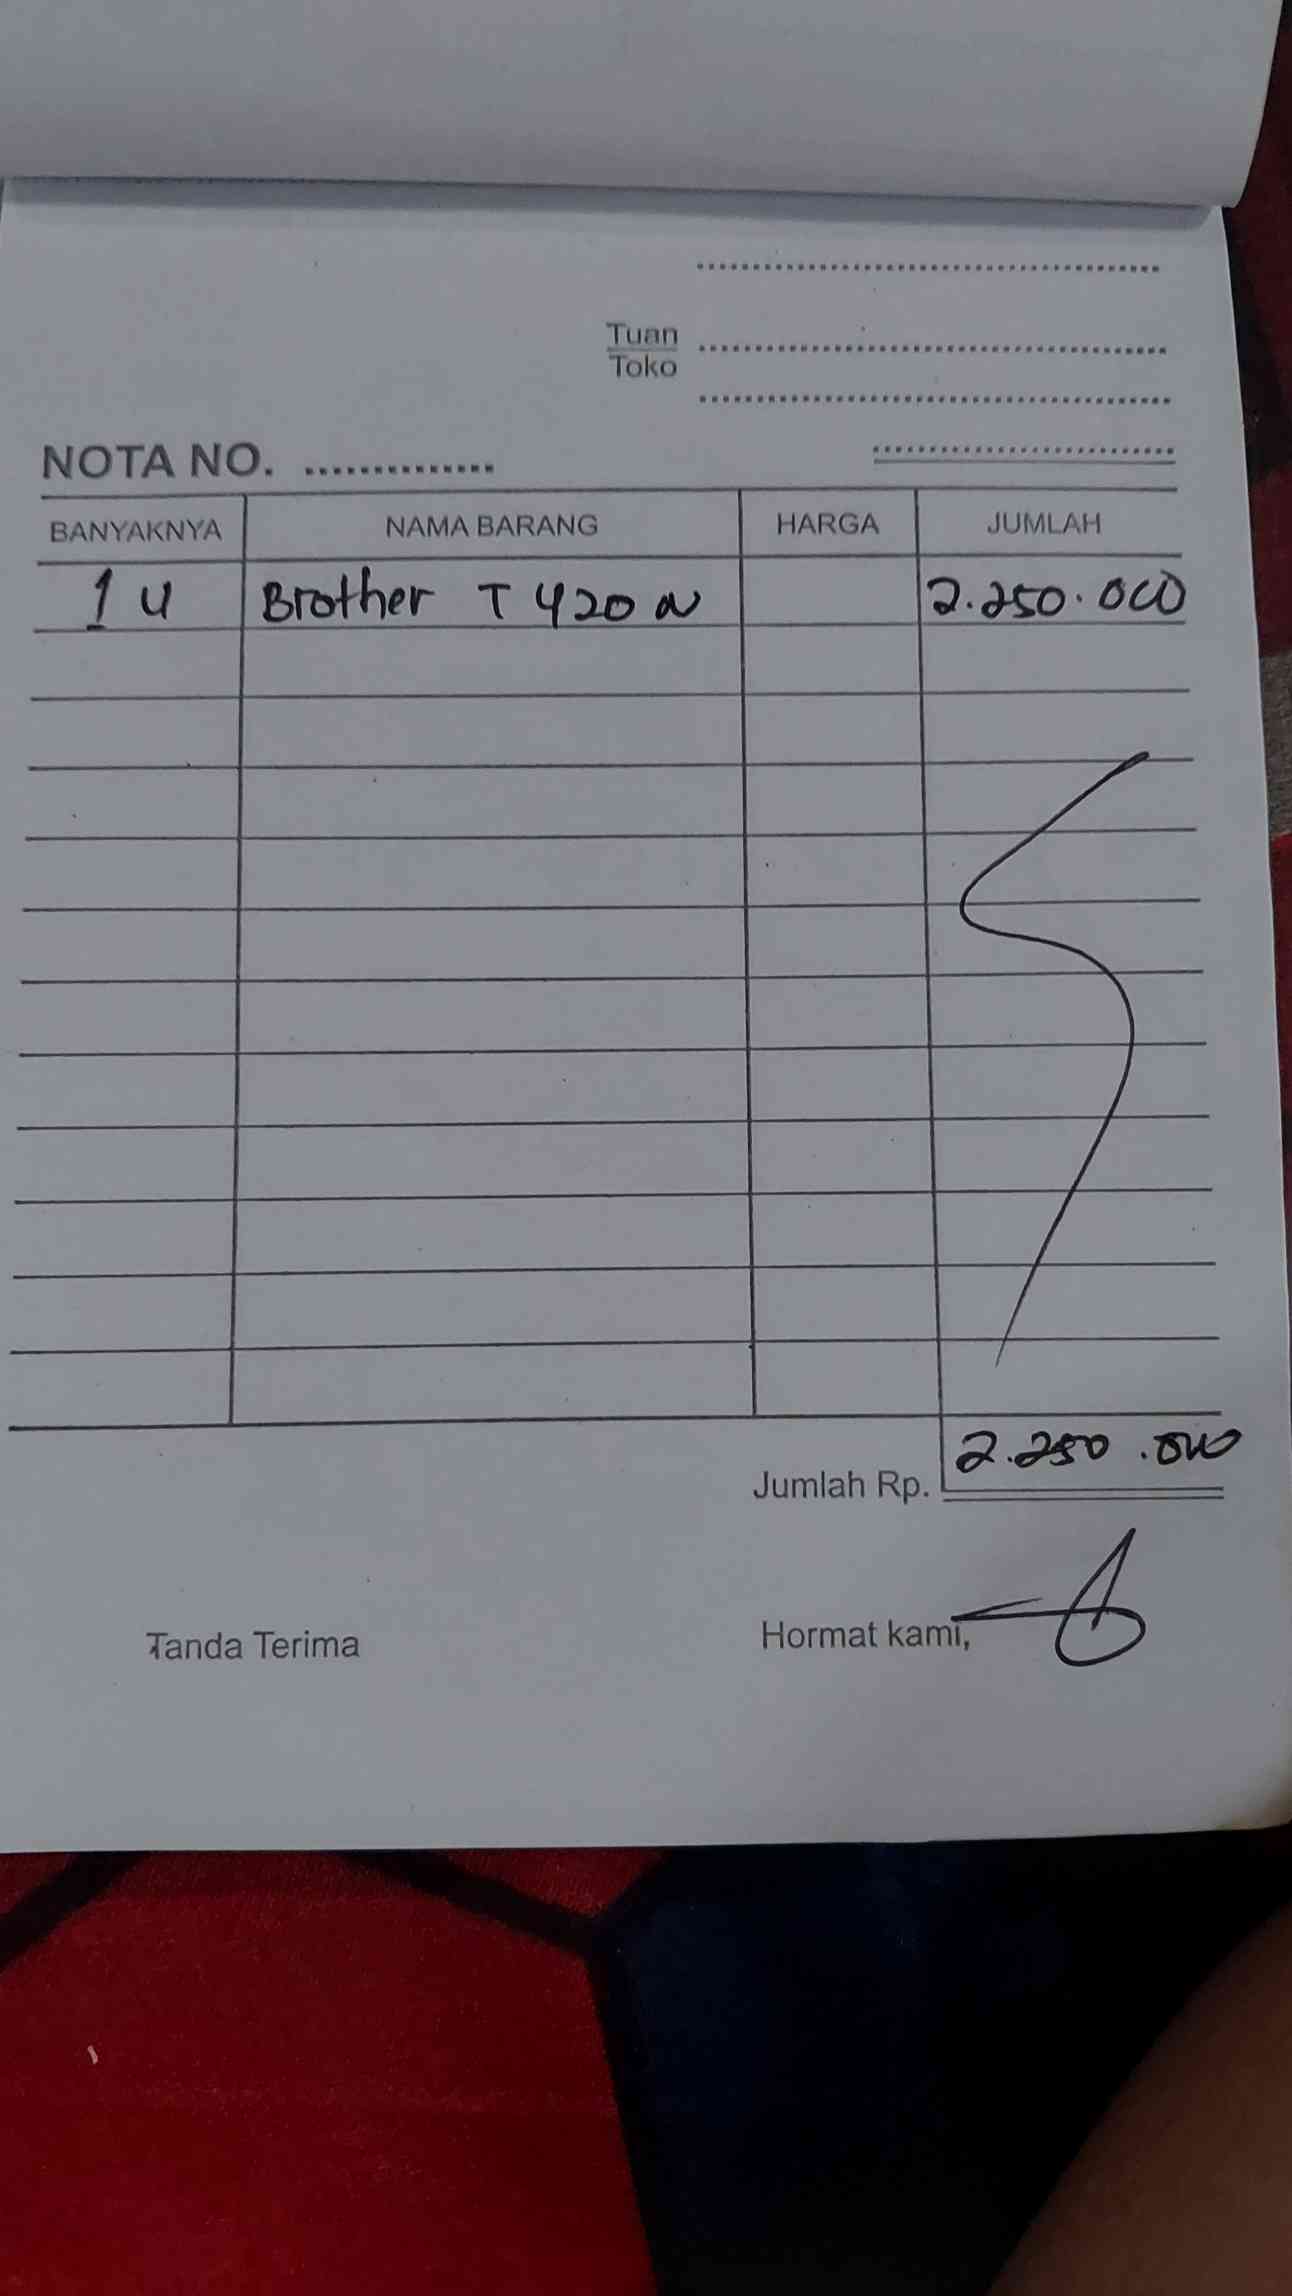 Tuan
Toko
NOTA NO.
BANYAKNYA NAMA BARANG HARGA JUMLAH
1 U Brother T 420 W 2.250.000
Jumlah Rp. 2.250.000
Tanda Terima Hormat kami,